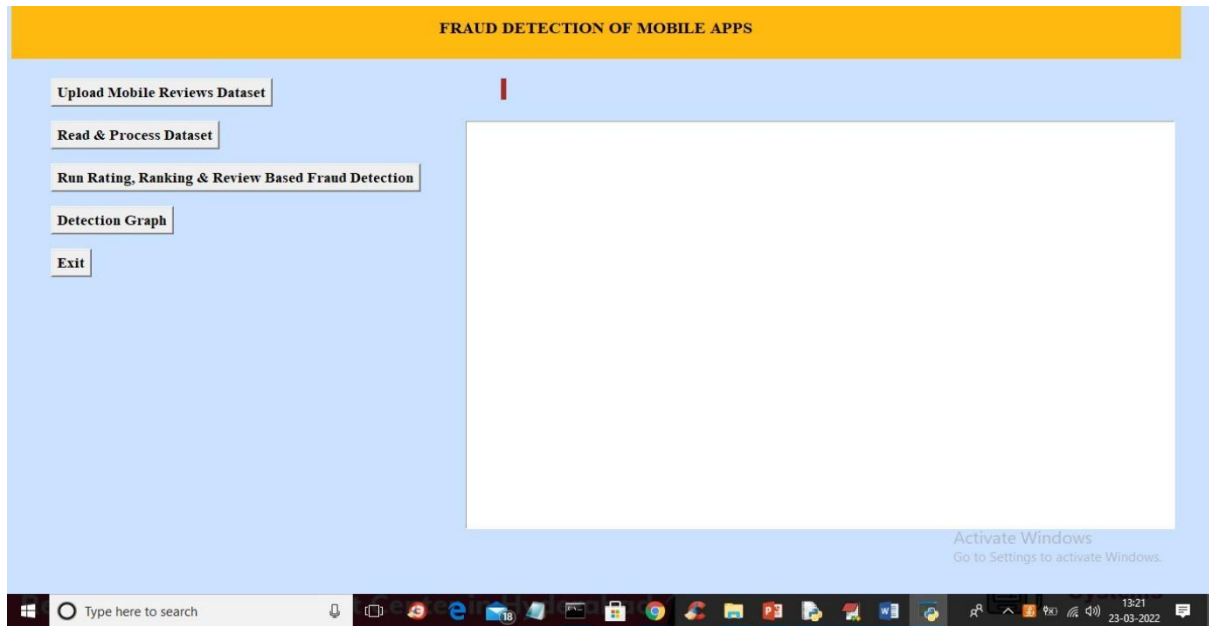 FRAUD DETECTION OF MOBILE APPS
Upload Mobile Reviews Dataset
Read & Process Dataset
Run Rating, Ranking & Review Based Fraud Detection
Detection Graph
Exit
Activate Windows
Go to Settings to activate Windows.
Type here to search
18
13:21
23-03-2022